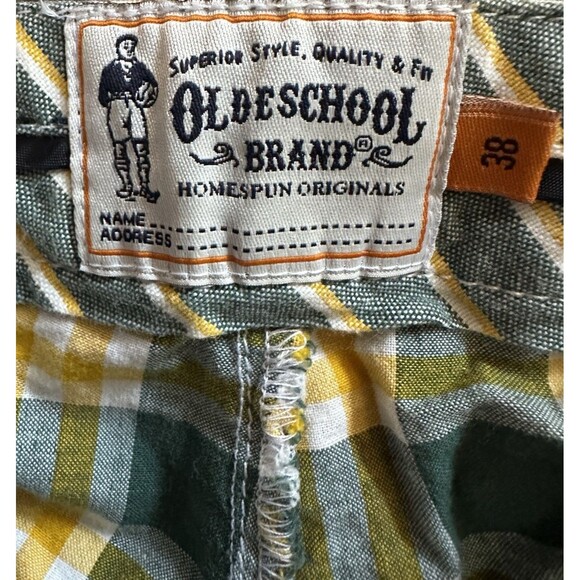 SUPERIOR STYLE, QUALITY & FIT
OLDESCHOOL
BRAND®
HOMESPUN ORIGINALS
NAME
ADDRESS
38